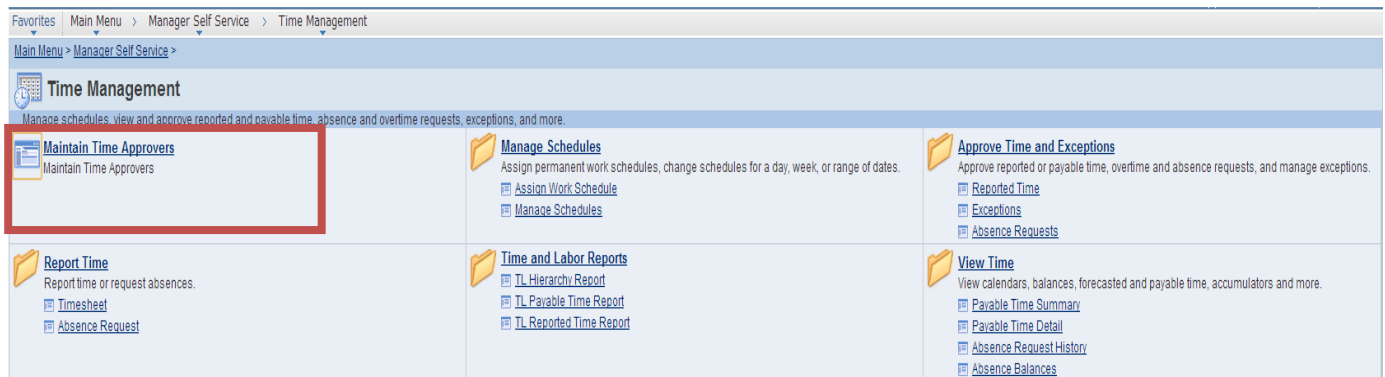 Favorites Main Menu > Manager Self Service > Time Management
Main Menu > Manager Self Service >
Time Management
Manage schedules, view and approve reported and payable time, absence and overtime requests, exceptions, and more.
Maintain Time Approvers
Maintain Time Approvers
Manage Schedules
Assign permanent work schedules, change schedules for a day, week, or range of dates.
Assign Work Schedule
Manage Schedules
Approve Time and Exceptions
Approve reported or payable time, overtime and absence requests, and manage exceptions.
Reported Time
Exceptions
Absence Requests
Report Time
Report time or request absences.
Timesheet
Absence Request
Time and Labor Reports
TL Hierarchy Report
TL Payable Time Report
TL Reported Time Report
View Time
View calendars, balances, forecasted and payable time, accumulators and more.
Payable Time Summary
Payable Time Detail
Absence Request History
Absence Balances